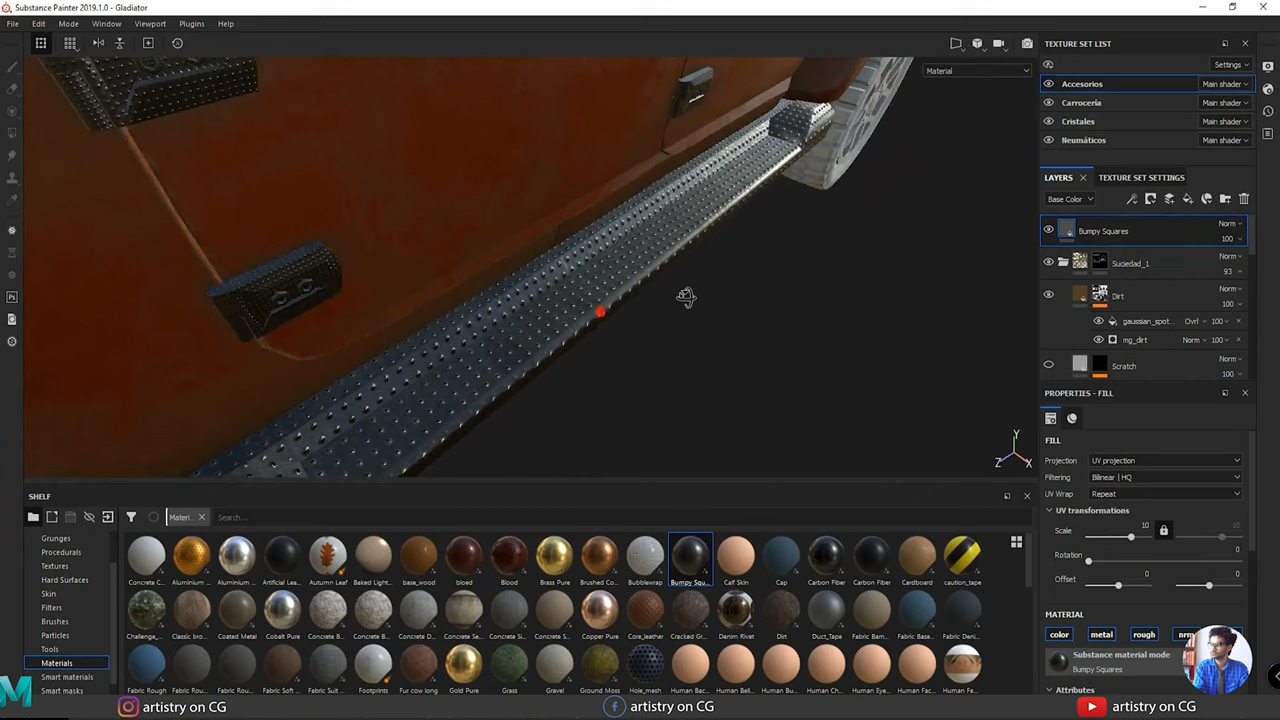 Substance Painter 2019.1.0 - Gladiator
File Edit Mode Window Viewport Plugins Help
Material
TEXTURE SET LIST
Settings
Accesorios Main shader
Carrocería Main shader
Cristales Main shader
Neumáticos Main shader
LAYERS TEXTURE SET SETTINGS
Base Color
Bumpy Squares Norm 100
Suciedad_1 Norm 93
Dirt Norm 100
gaussian_spot... Ovrl 100
mg_dirt Norm 100
Scratch Norm 100
PROPERTIES - FILL
FILL
Projection UV projection
Filtering Bilinear | HQ
UV Wrap Repeat
UV transformations
Scale 10 10
Rotation 0
Offset 0 0
MATERIAL
color metal rough nrm
Substance material mode
Bumpy Squares
Attributes
Y
Z X
SHELF
Materi... Search...
Grunges
Procedurals
Textures
Hard Surfaces
Skin
Filters
Brushes
Particles
Tools
Materials
Smart materials
Smart masks
Concrete C... Aluminium ... Aluminium ... Artificial Lea... Autumn Leaf Baked Light... base_wood bloed Blood Brass Pure Brushed Co... Bubblewrap Bumpy Squ... Calf Skin Cap Carbon Fiber Carbon Fiber Cardboard caution_tape
Challenge_... Classic bro... Coated Metal Cobalt Pure Concrete B... Concrete B... Concrete D... Concrete Se... Concrete Si... Concrete S... Copper Pure Core_leather Cracked Gr... Denim Rivet Dirt Duct_Tape Fabric Bam... Fabric Base... Fabric Deni...
Fabric Rough Fabric Rou... Fabric Rou... Fabric Soft ... Fabric Suit ... Footprints Fur cow long Gold Pure Grass Gravel Ground Moss Hole_mesh Human Bac... Human Bel... Human Bu... Human Ch... Human Eye... Human Fac... Human Fe...
artistry on CG artistry on CG artistry on CG